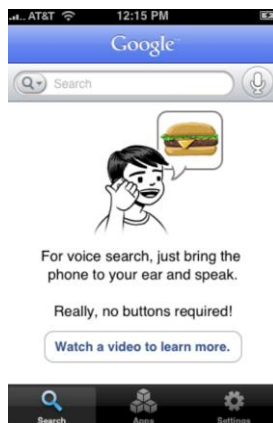 AT&T 12:15 PM
Google
Search
For voice search, just bring the
phone to your ear and speak.
Really, no buttons required!
Watch a video to learn more.
Search Apps Settings